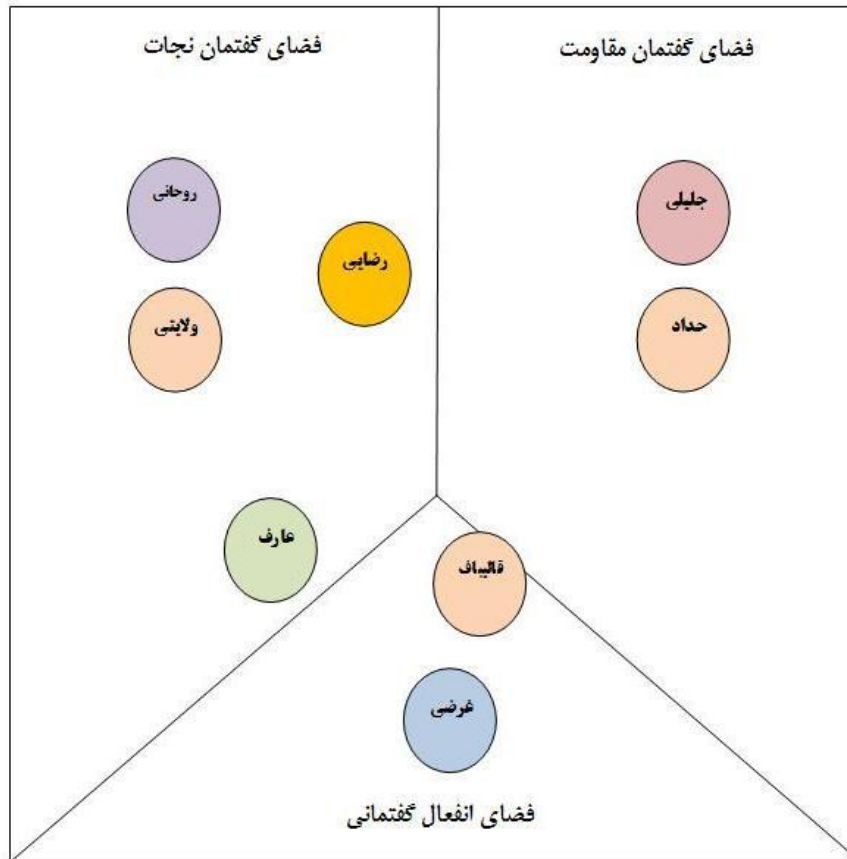 فضای گفتمان مقاومت
فضای گفتمان نجات
جلیلی
روحانی
رضایی
حداد
ولایتی
عارف
قالیباف
غرضی
فضای انفعال گفتمانی